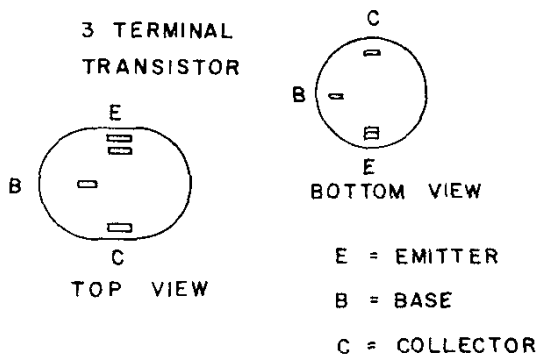 3 TERMINAL
TRANSISTOR
E
B
C
TOP VIEW
C
B
E
BOTTOM VIEW
E = EMITTER
B = BASE
C = COLLECTOR